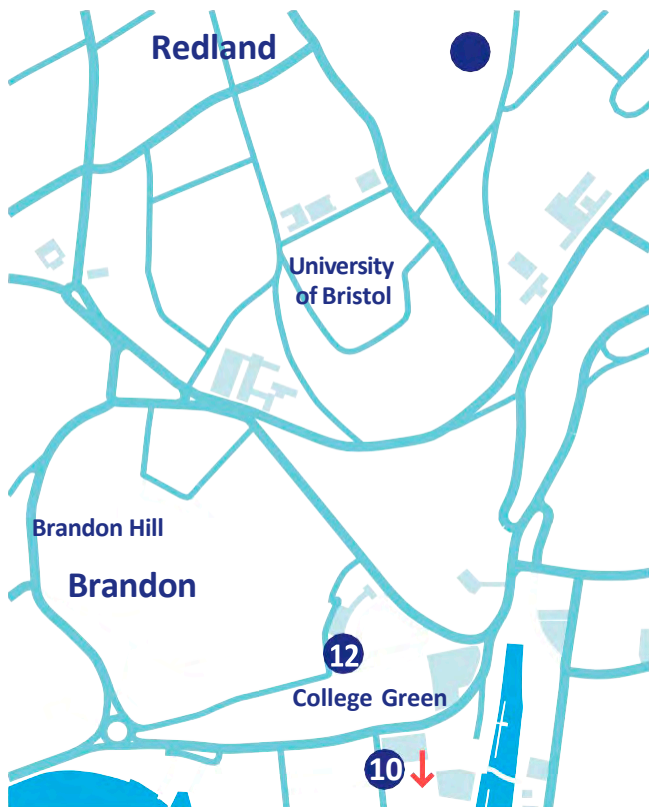 Redland
University
of Bristol
Brandon Hill
Brandon
12
College Green
10